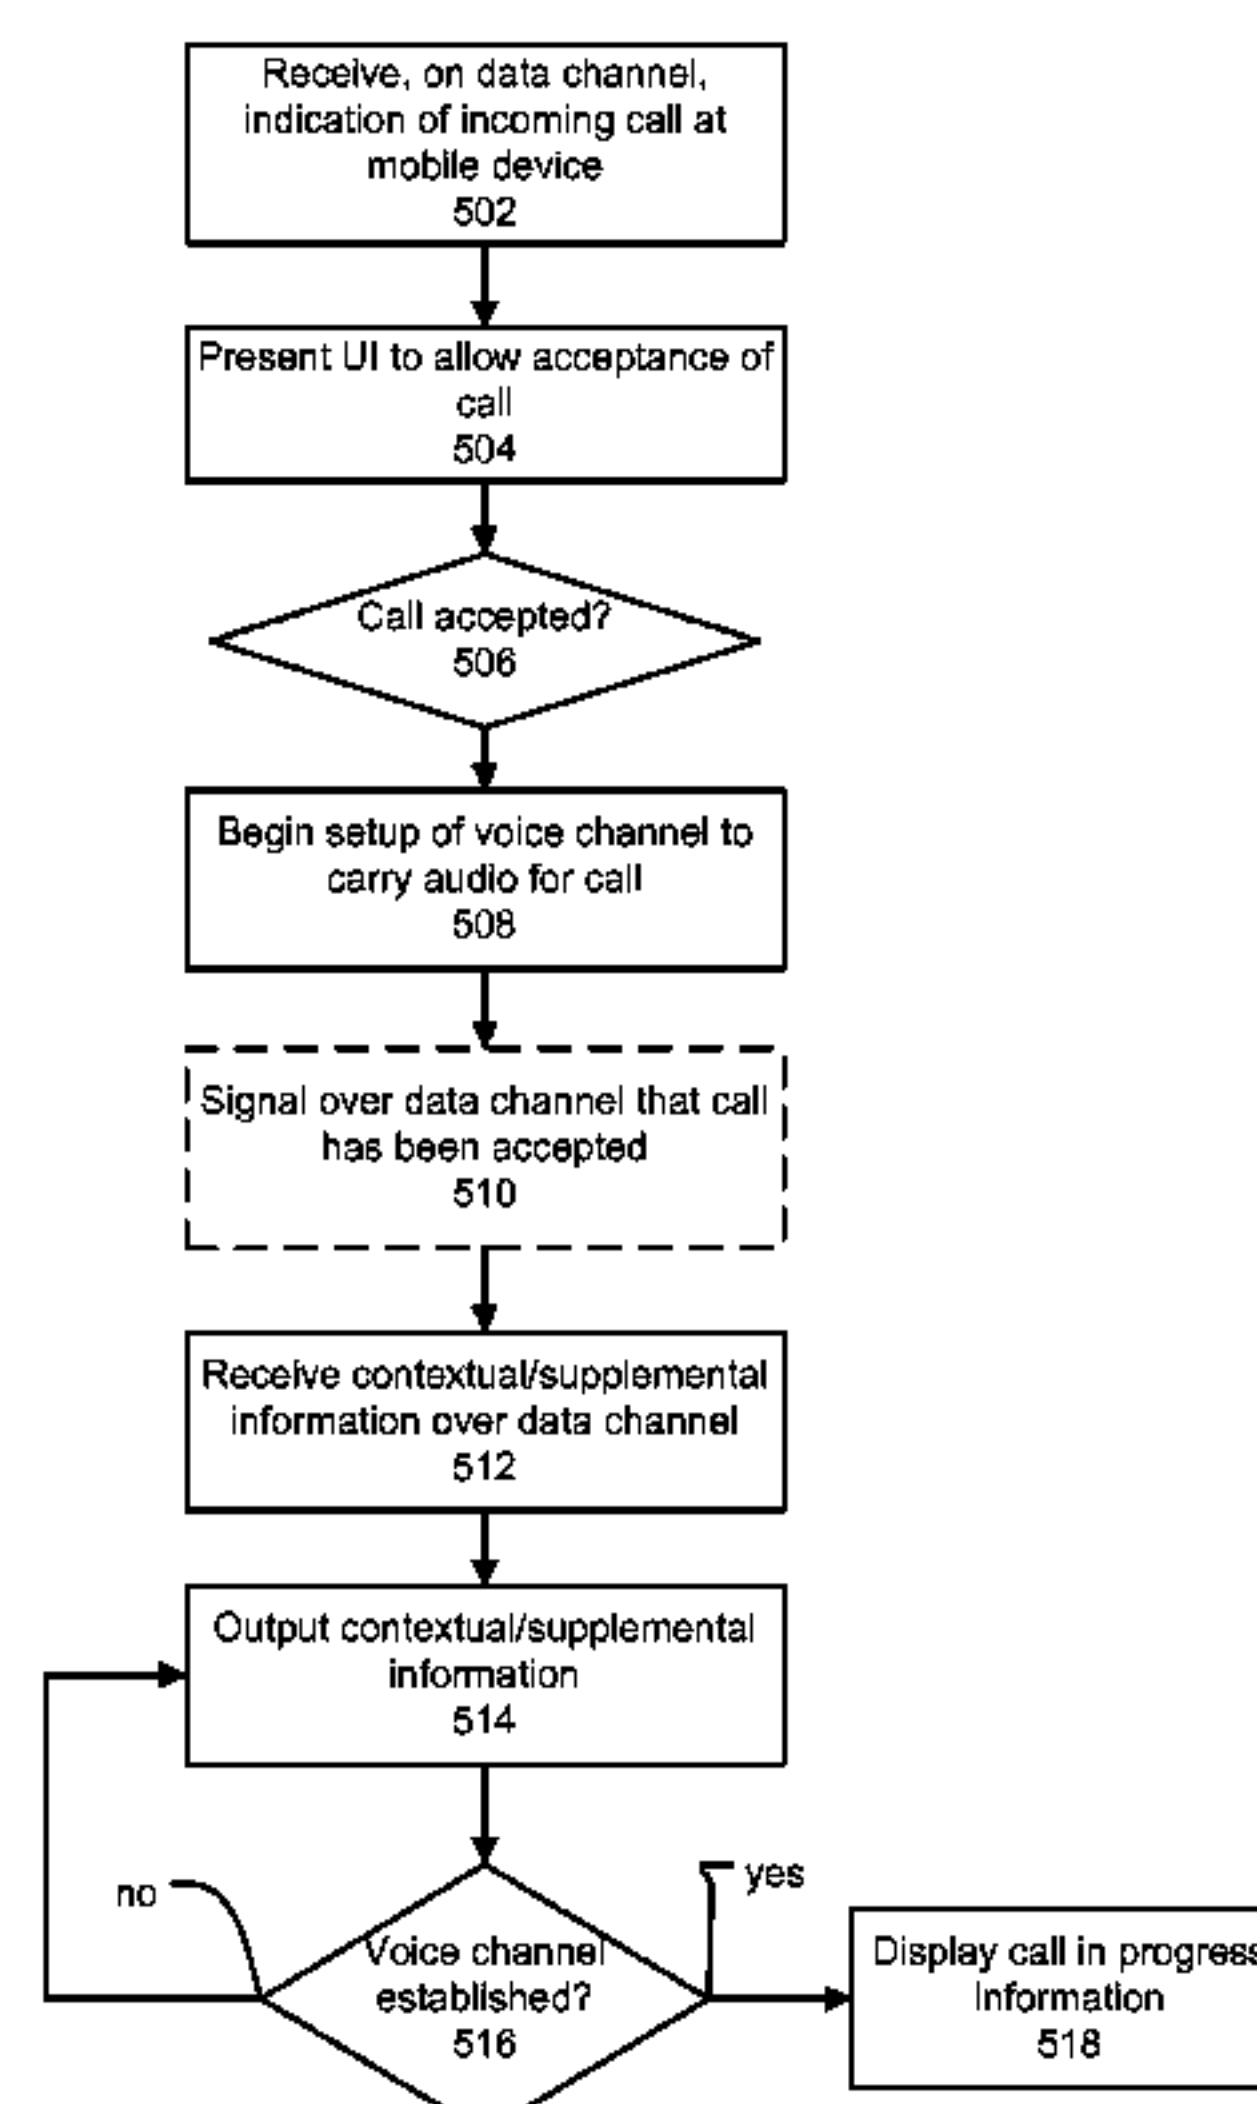 Receive, on data channel,
indication of incoming call at
mobile device
502
Present UI to allow acceptance of
call
504
Call accepted?
506
Begin setup of voice channel to
carry audio for call
508
Signal over data channel that call
has been accepted
510
Receive contextual/supplemental
information over data channel
512
Output contextual/supplemental
information
514
no
yes
Voice channel
established?
516
Display call in progress
Information
518